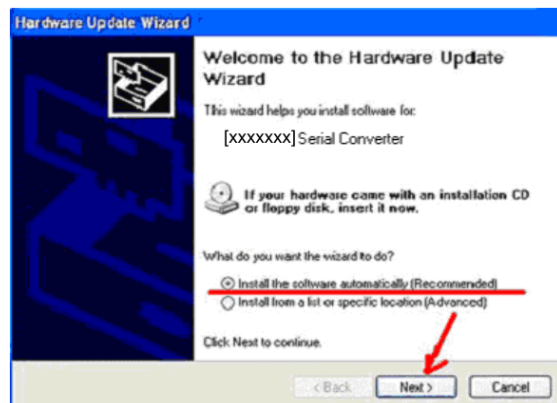 Hardware Update Wizard
Welcome to the Hardware Update
Wizard
This wizard helps you install software for:
[XXXXXXX] Serial Converter
If your hardware came with an installation CD
or floppy disk, insert it now.
What do you want the wizard to do?
Install the software automatically (Recommended)
Install from a list or specific location (Advanced)
Click Next to continue.
< Back
Next >
Cancel